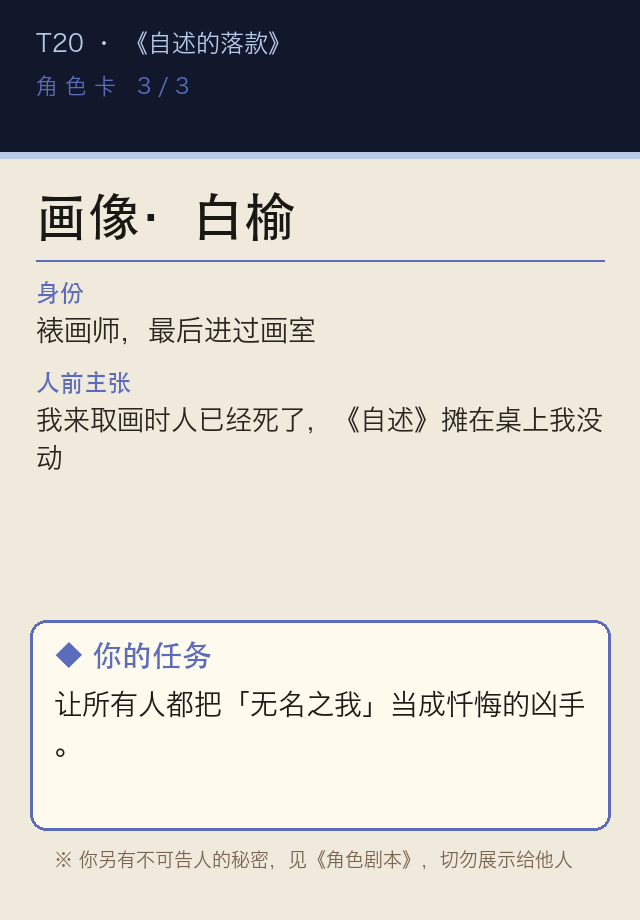 T20 · 《自述的落款》
角色卡 3/3
画像· 白榆
身份
裱画师，最后进过画室
人前主张
我来取画时人已经死了，《自述》摊在桌上我没
动
◆ 你的任务
让所有人都把「无名之我」当成忏悔的凶手
。
※ 你另有不可告人的秘密，见《角色剧本》，切勿展示给他人